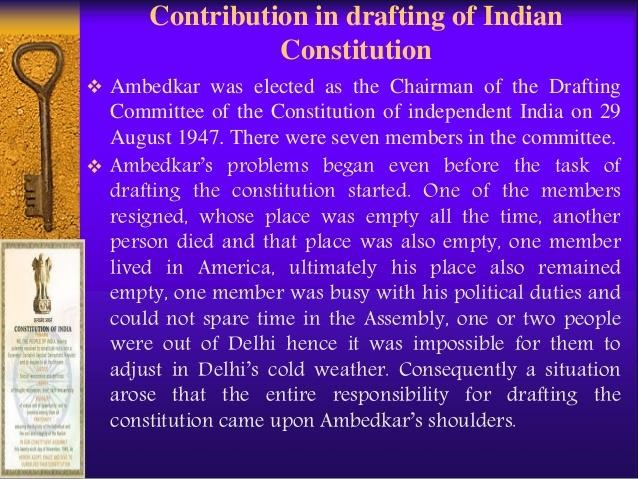 Contribution in drafting of Indian
Constitution
❖ Ambedkar was elected as the Chairman of the Drafting
Committee of the Constitution of independent India on 29
August 1947. There were seven members in the committee.
❖ Ambedkar's problems began even before the task of
drafting the constitution started. One of the members
resigned, whose place was empty all the time, another
person died and that place was also empty, one member
lived in America, ultimately his place also remained
empty, one member was busy with his political duties and
could not spare time in the Assembly, one or two people
were out of Delhi hence it was impossible for them to
adjust in Delhi's cold weather. Consequently a situation
arose that the entire responsibility for drafting the
constitution came upon Ambedkar's shoulders.
CONSTITUTION OF INDIA